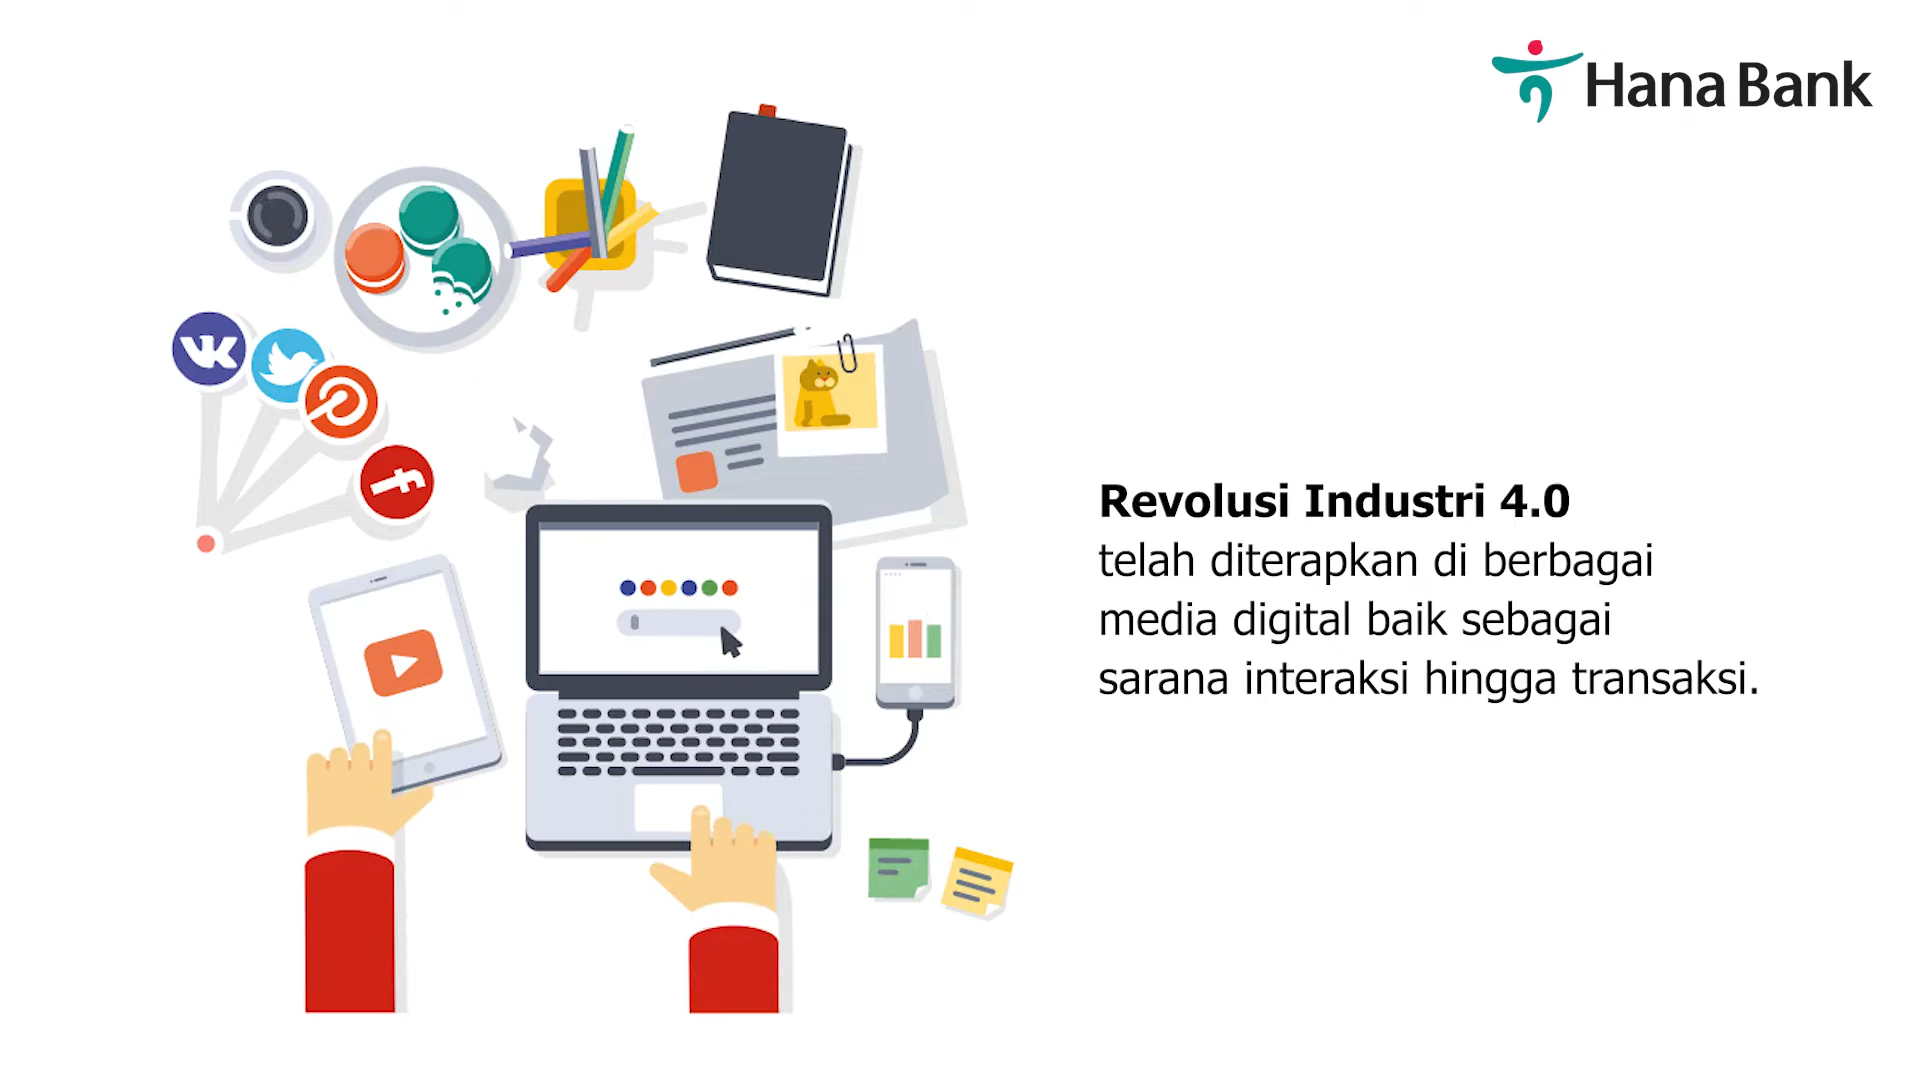 Hana Bank
Revolusi Industri 4.0
telah diterapkan di berbagai
media digital baik sebagai
sarana interaksi hingga transaksi.